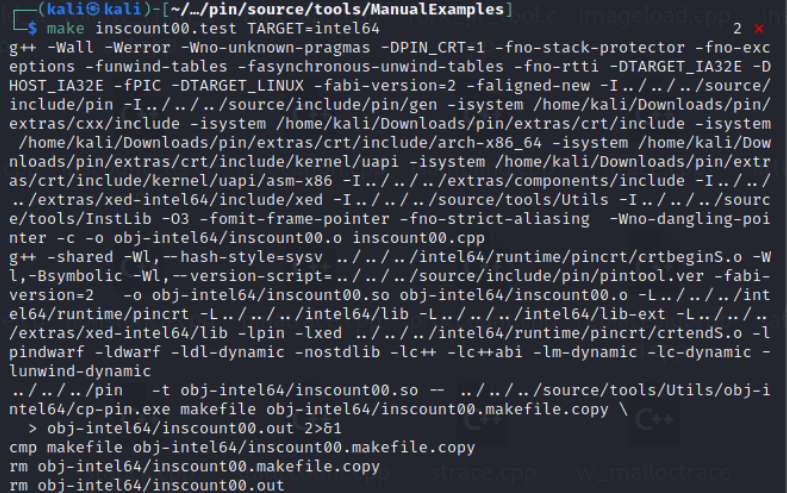 (kali㉿kali)-[~/…/pin/source/tools/ManualExamples]
$ make inscount00.test TARGET=intel64 2 ⨯
g++ -Wall -Werror -Wno-unknown-pragmas -DPIN_CRT=1 -fno-stack-protector -fno-exc
eptions -funwind-tables -fasynchronous-unwind-tables -fno-rtti -DTARGET_IA32E -D
HOST_IA32E -fPIC -DTARGET_LINUX -fabi-version=2 -faligned-new -I../../../source/
include/pin -I../../../source/include/pin/gen -isystem /home/kali/Downloads/pin/
extras/cxx/include -isystem /home/kali/Downloads/pin/extras/crt/include -isystem
 /home/kali/Downloads/pin/extras/crt/include/arch-x86_64 -isystem /home/kali/Dow
nloads/pin/extras/crt/include/kernel/uapi -isystem /home/kali/Downloads/pin/extr
as/crt/include/kernel/uapi/asm-x86 -I../../../extras/components/include -I../../
../extras/xed-intel64/include/xed -I../../../source/tools/Utils -I../../../sourc
e/tools/InstLib -O3 -fomit-frame-pointer -fno-strict-aliasing  -Wno-dangling-poi
nter -c -o obj-intel64/inscount00.o inscount00.cpp
g++ -shared -Wl,--hash-style=sysv ../../../intel64/runtime/pincrt/crtbeginS.o -W
l,-Bsymbolic -Wl,--version-script=../../../source/include/pin/pintool.ver -fabi-
version=2   -o obj-intel64/inscount00.so obj-intel64/inscount00.o -L../../../int
el64/runtime/pincrt -L../../../intel64/lib -L../../../intel64/lib-ext -L../../..
/extras/xed-intel64/lib -lpin -lxed ../../../intel64/runtime/pincrt/crtendS.o -l
pindwarf -ldwarf -ldl-dynamic -nostdlib -lc++ -lc++abi -lm-dynamic -lc-dynamic -
lunwind-dynamic
../../../pin   -t obj-intel64/inscount00.so -- ../../../source/tools/Utils/obj-i
ntel64/cp-pin.exe makefile obj-intel64/inscount00.makefile.copy \
  > obj-intel64/inscount00.out 2>&1
cmp makefile obj-intel64/inscount00.makefile.copy
rm obj-intel64/inscount00.makefile.copy
rm obj-intel64/inscount00.out
imageload.cpp
strace.cpp
w_malloctrace